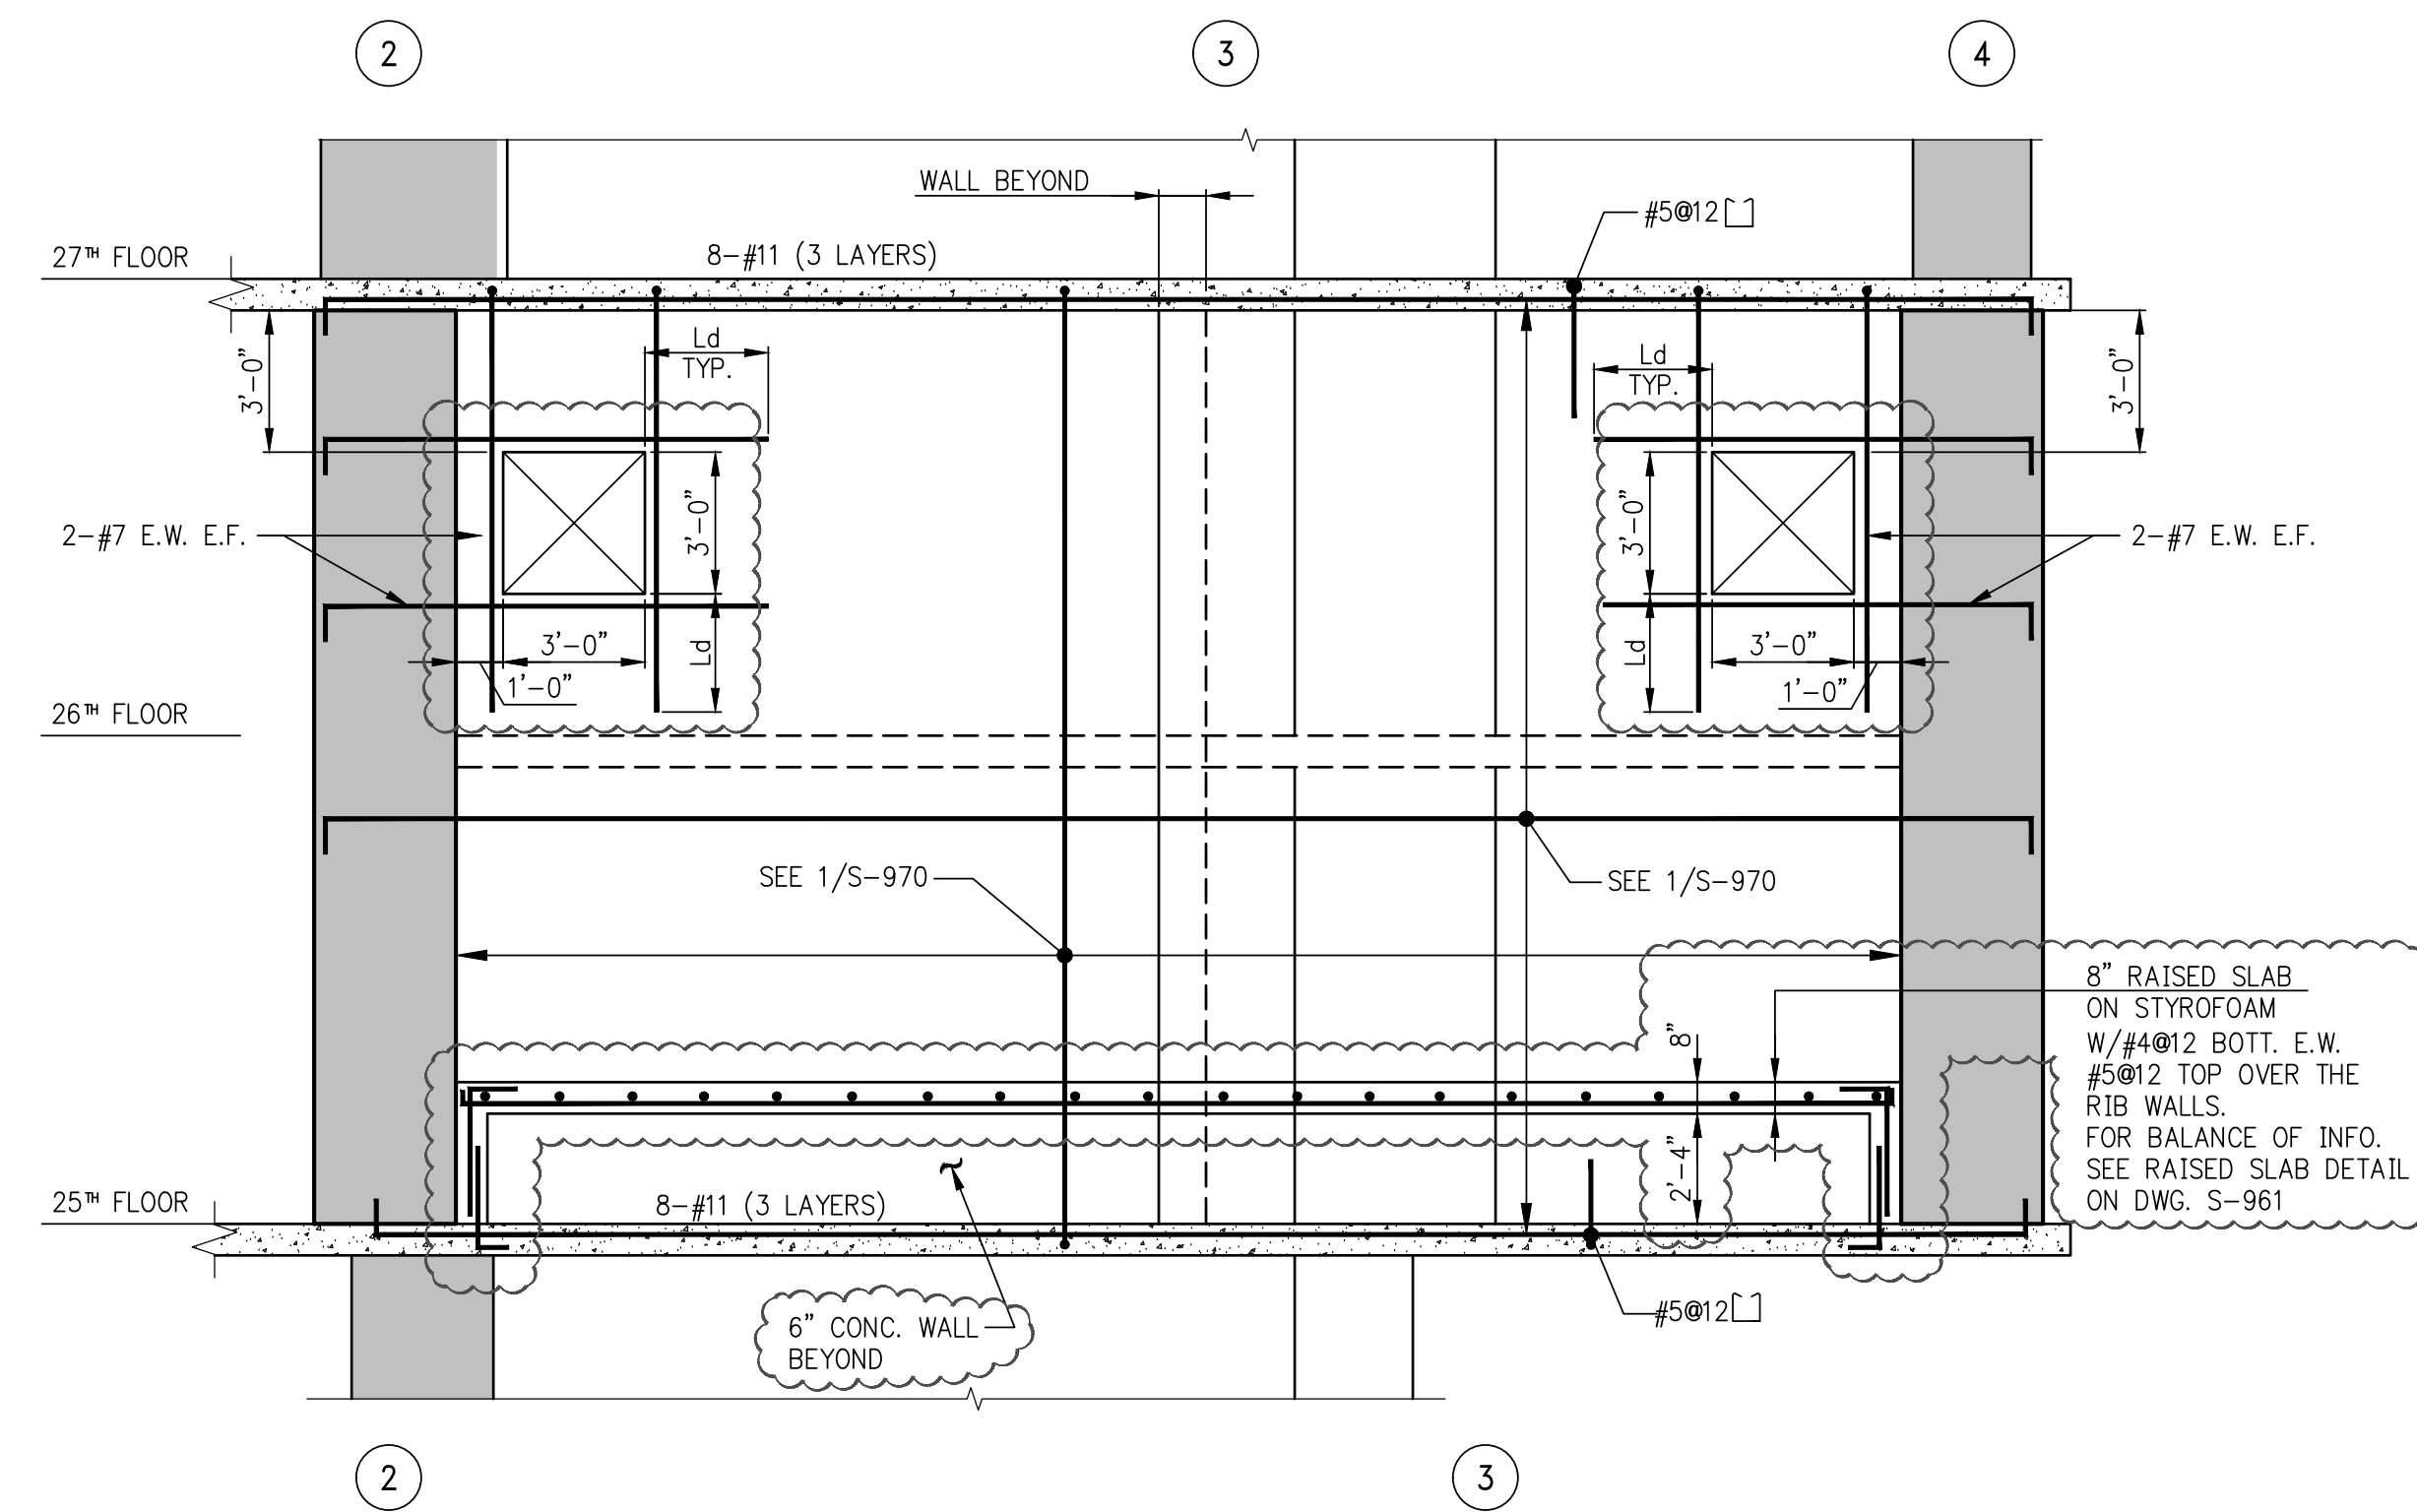 2
3
4
WALL BEYOND
#5@12
27TH FLOOR
8-#11 (3 LAYERS)
Ld
TYP.
Ld
TYP.
3'-0"
3'-0"
3'-0"
3'-0"
2-#7 E.W. E.F.
2-#7 E.W. E.F.
3'-0"
Ld
Ld
3'-0"
1'-0"
1'-0"
26TH FLOOR
SEE 1/S-970
SEE 1/S-970
8" RAISED SLAB
ON STYROFOAM
W/#4@12 BOTT. E.W.
#5@12 TOP OVER THE
RIB WALLS.
FOR BALANCE OF INFO.
SEE RAISED SLAB DETAIL
ON DWG. S-961
8"
2'-4"
25TH FLOOR
8-#11 (3 LAYERS)
#5@12
6" CONC. WALL
BEYOND
2
3